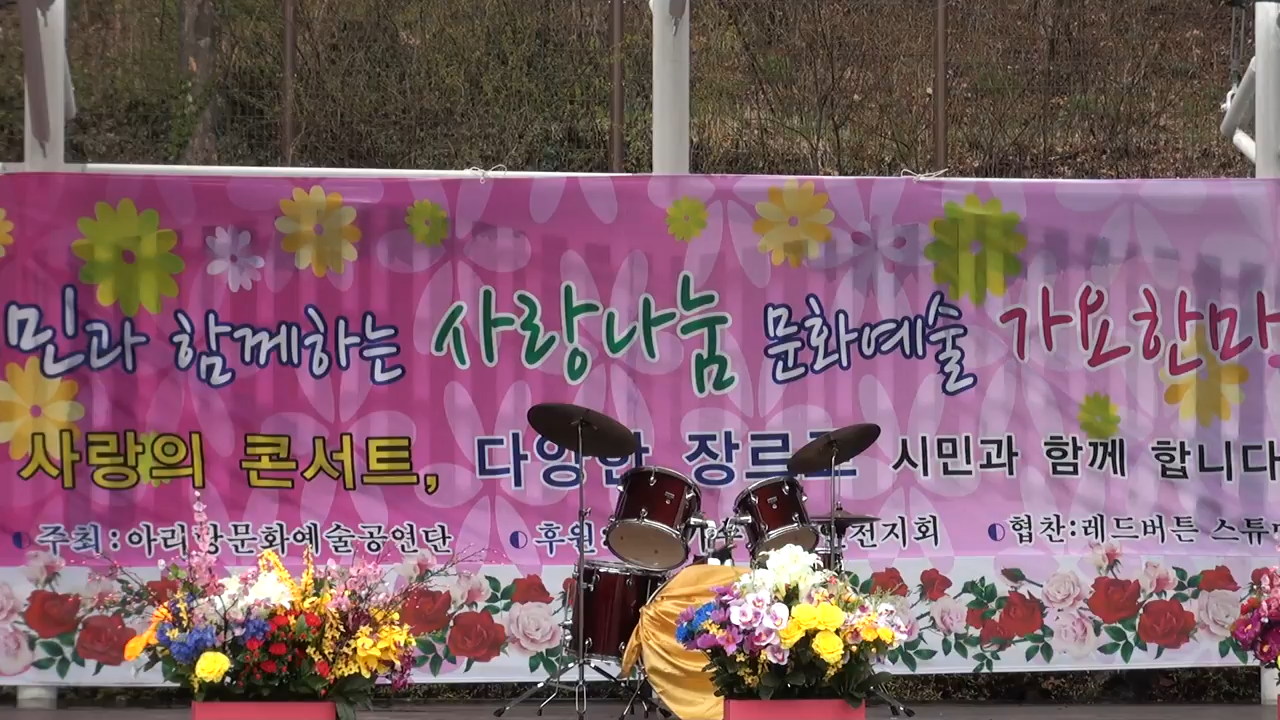 민과 함께하는 사랑나눔 문화예술 가요한마
사랑의 콘서트, 다양한 장르로 시민과 함께 합니다
주최:아리랑문화예술공연단 후원 전지회 협찬:레드버튼 스튜